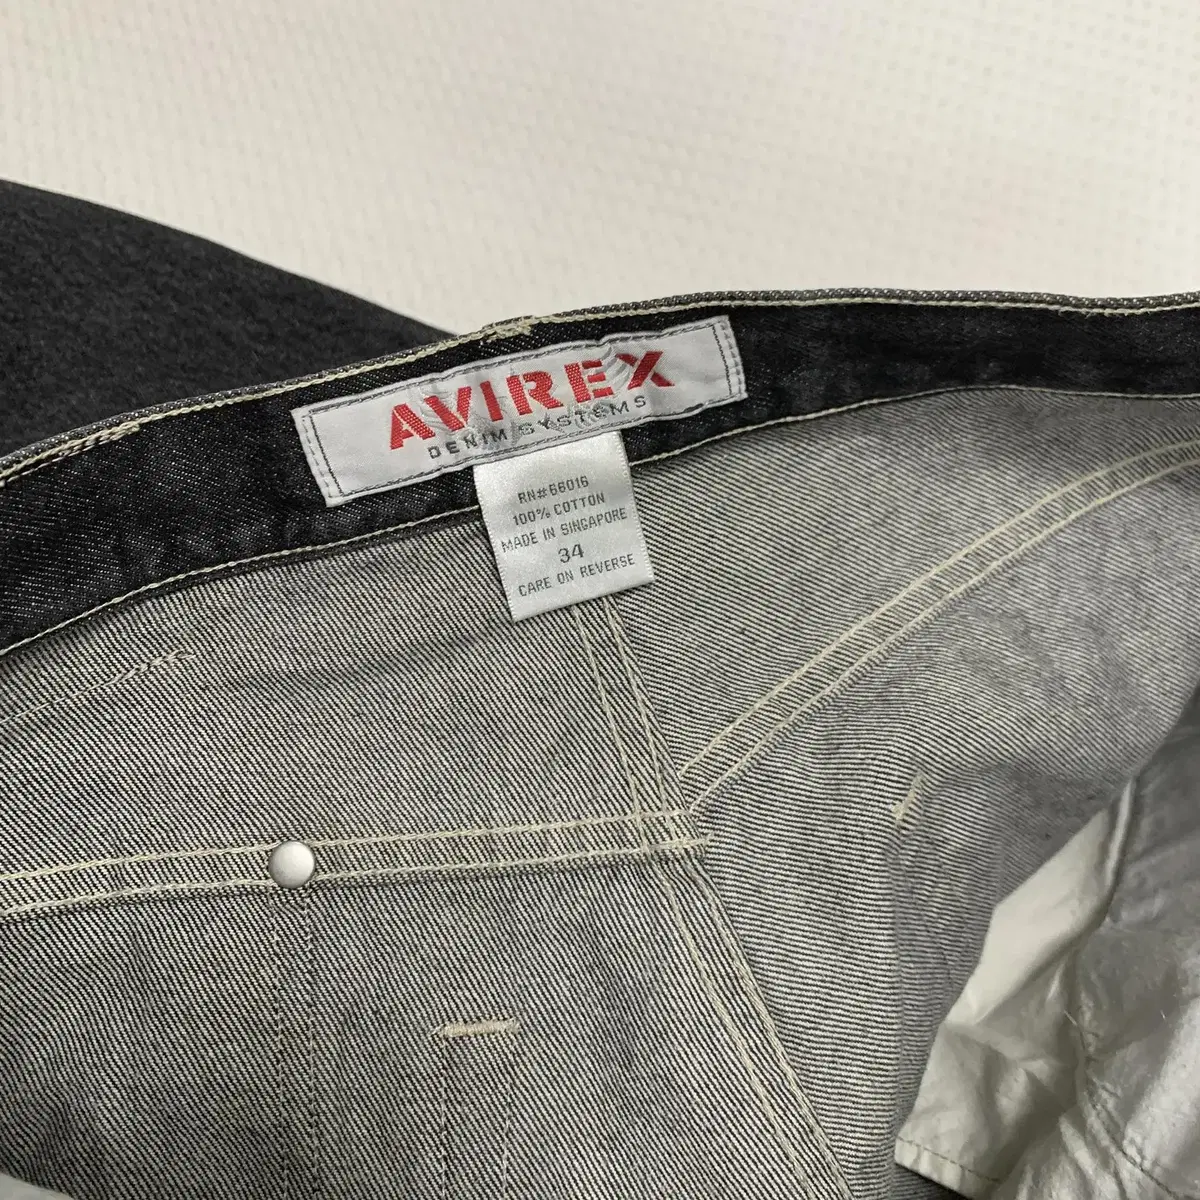 AVIREX
DENIM SYSTEMS
RN#66016
100% COTTON
MADE IN SINGAPORE
34
CARE ON REVERSE